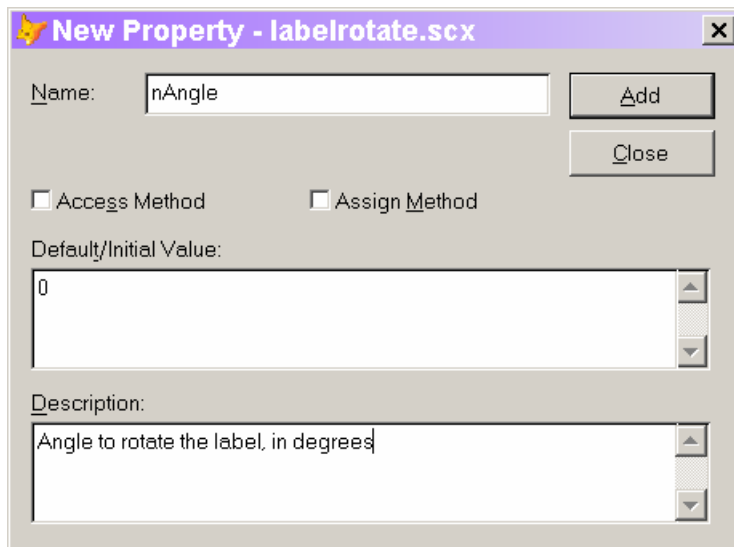 New Property - labelrotate.scx
Name: nAngle Add
Close
Access Method Assign Method
Default/Initial Value:
0
Description:
Angle to rotate the label, in degrees